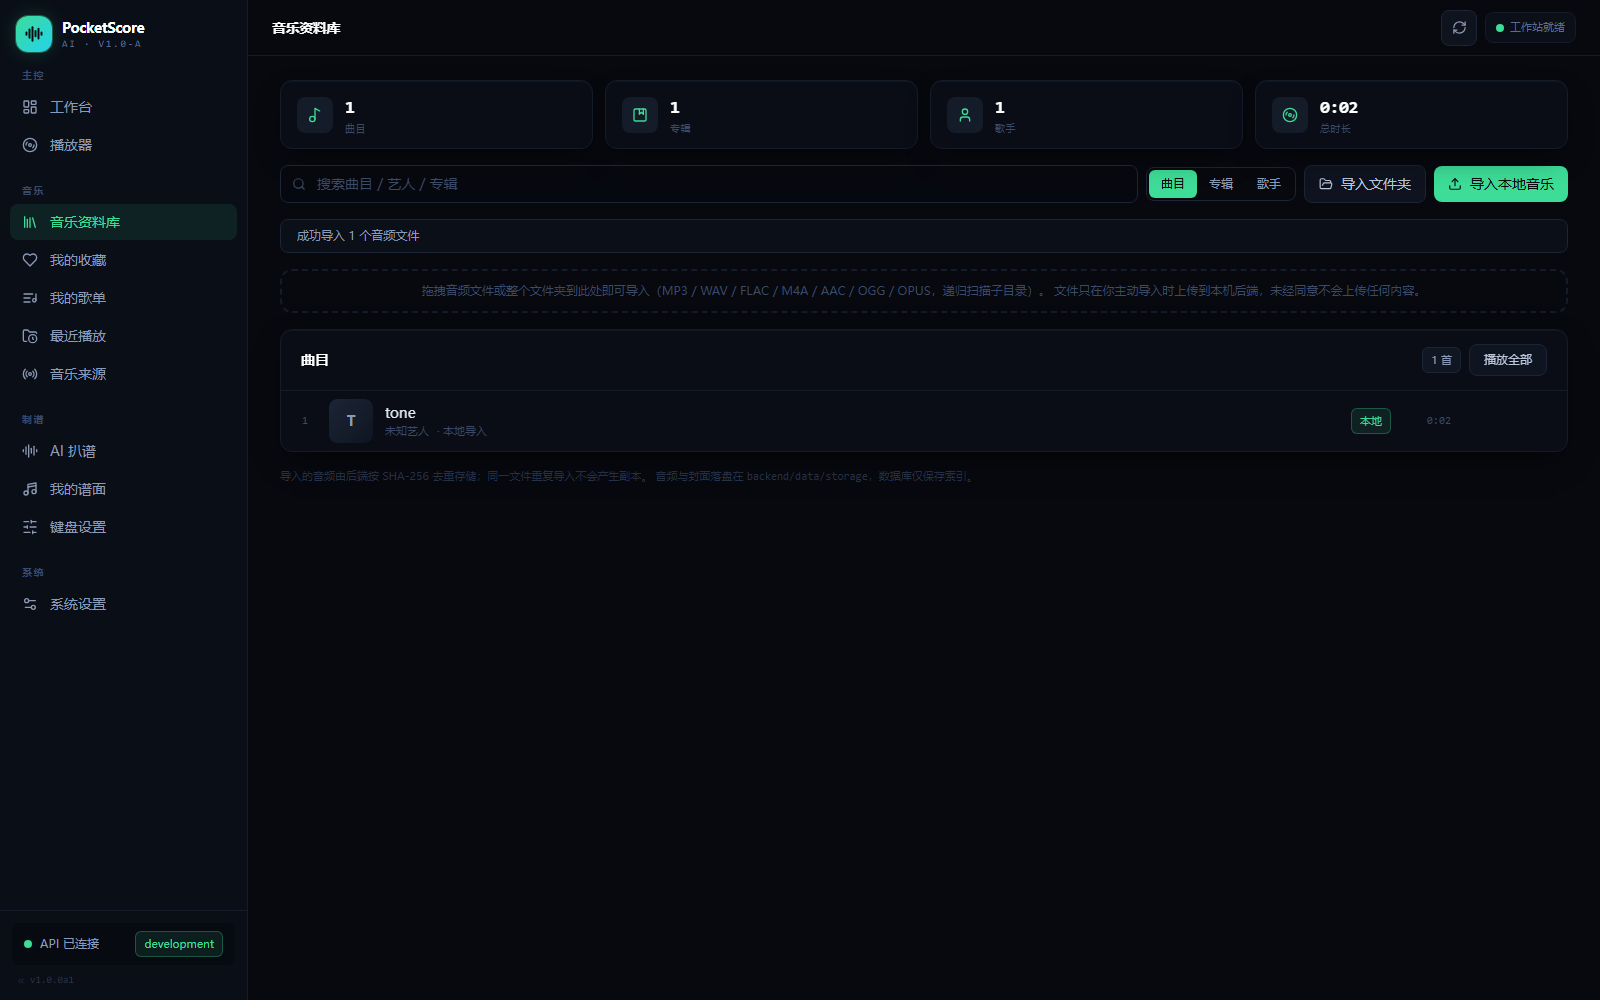 PocketScore
AI · V1.0-A
主控
工作台
播放器
音乐
音乐资料库
我的收藏
我的歌单
最近播放
音乐来源
制谱
AI 扒谱
我的谱面
键盘设置
系统
系统设置
API 已连接
development
v1.0.0a1
音乐资料库
工作站就绪
1
曲目
1
专辑
1
歌手
0:02
总时长
搜索曲目 / 艺人 / 专辑
曲目
专辑
歌手
导入文件夹
导入本地音乐
成功导入 1 个音频文件
拖拽音频文件或整个文件夹到此处即可导入（MP3 / WAV / FLAC / M4A / AAC / OGG / OPUS，递归扫描子目录）。 文件只在你主动导入时上传到本机后端，未经同意不会上传任何内容。
曲目
1 首
播放全部
1
T
tone
未知艺人 · 本地导入
本地
0:02
导入的音频由后端按 SHA-256 去重存储；同一文件重复导入不会产生副本。 音频与封面落盘在 backend/data/storage，数据库仅保存索引。